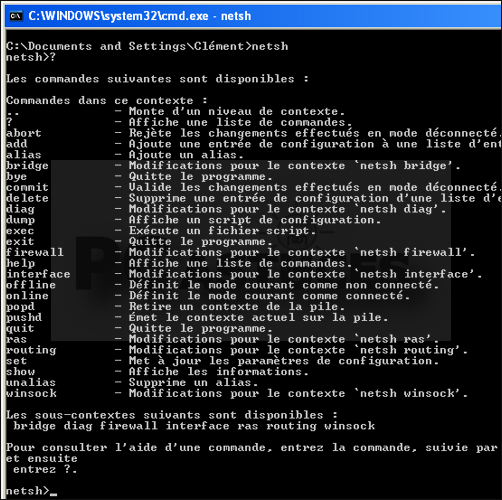 C:\WINDOWS\system32\cmd.exe - netsh
C:\Documents and Settings\Clément>netsh
netsh>?
Les commandes suivantes sont disponibles :
Commandes dans ce contexte :
..             - Monte d'un niveau de contexte.
?              - Affiche une liste de commandes.
abort          - Rejète les changements effectués en mode déconnecté.
add            - Ajoute une entrée de configuration à une liste d'ent
alias          - Ajoute un alias.
bridge         - Modifications pour le contexte `netsh bridge'.
bye            - Quitte le programme.
commit         - Valide les changements effectués en mode déconnecté.
delete         - Supprime une entrée de configuration d'une liste d'e
diag           - Modifications pour le contexte `netsh diag'.
dump           - Affiche un script de configuration.
exec           - Exécute un fichier script.
exit           - Quitte le programme.
firewall       - Modifications pour le contexte `netsh firewall'.
help           - Affiche une liste de commandes.
interface      - Modifications pour le contexte `netsh interface'.
offline        - Définit le mode courant comme non connecté.
online         - Définit le mode courant comme connecté.
popd           - Retire un contexte de la pile.
pushd          - Émet le contexte actuel sur la pile.
quit           - Quitte le programme.
ras            - Modifications pour le contexte `netsh ras'.
routing        - Modifications pour le contexte `netsh routing'.
set            - Met à jour les paramètres de configuration.
show           - Affiche les informations.
unalias        - Supprime un alias.
winsock        - Modifications pour le contexte `netsh winsock'.
Les sous-contextes suivants sont disponibles :
bridge diag firewall interface ras routing winsock
Pour consulter l'aide d'une commande, entrez la commande, suivie par
et ensuite
entrez ?.
netsh>_